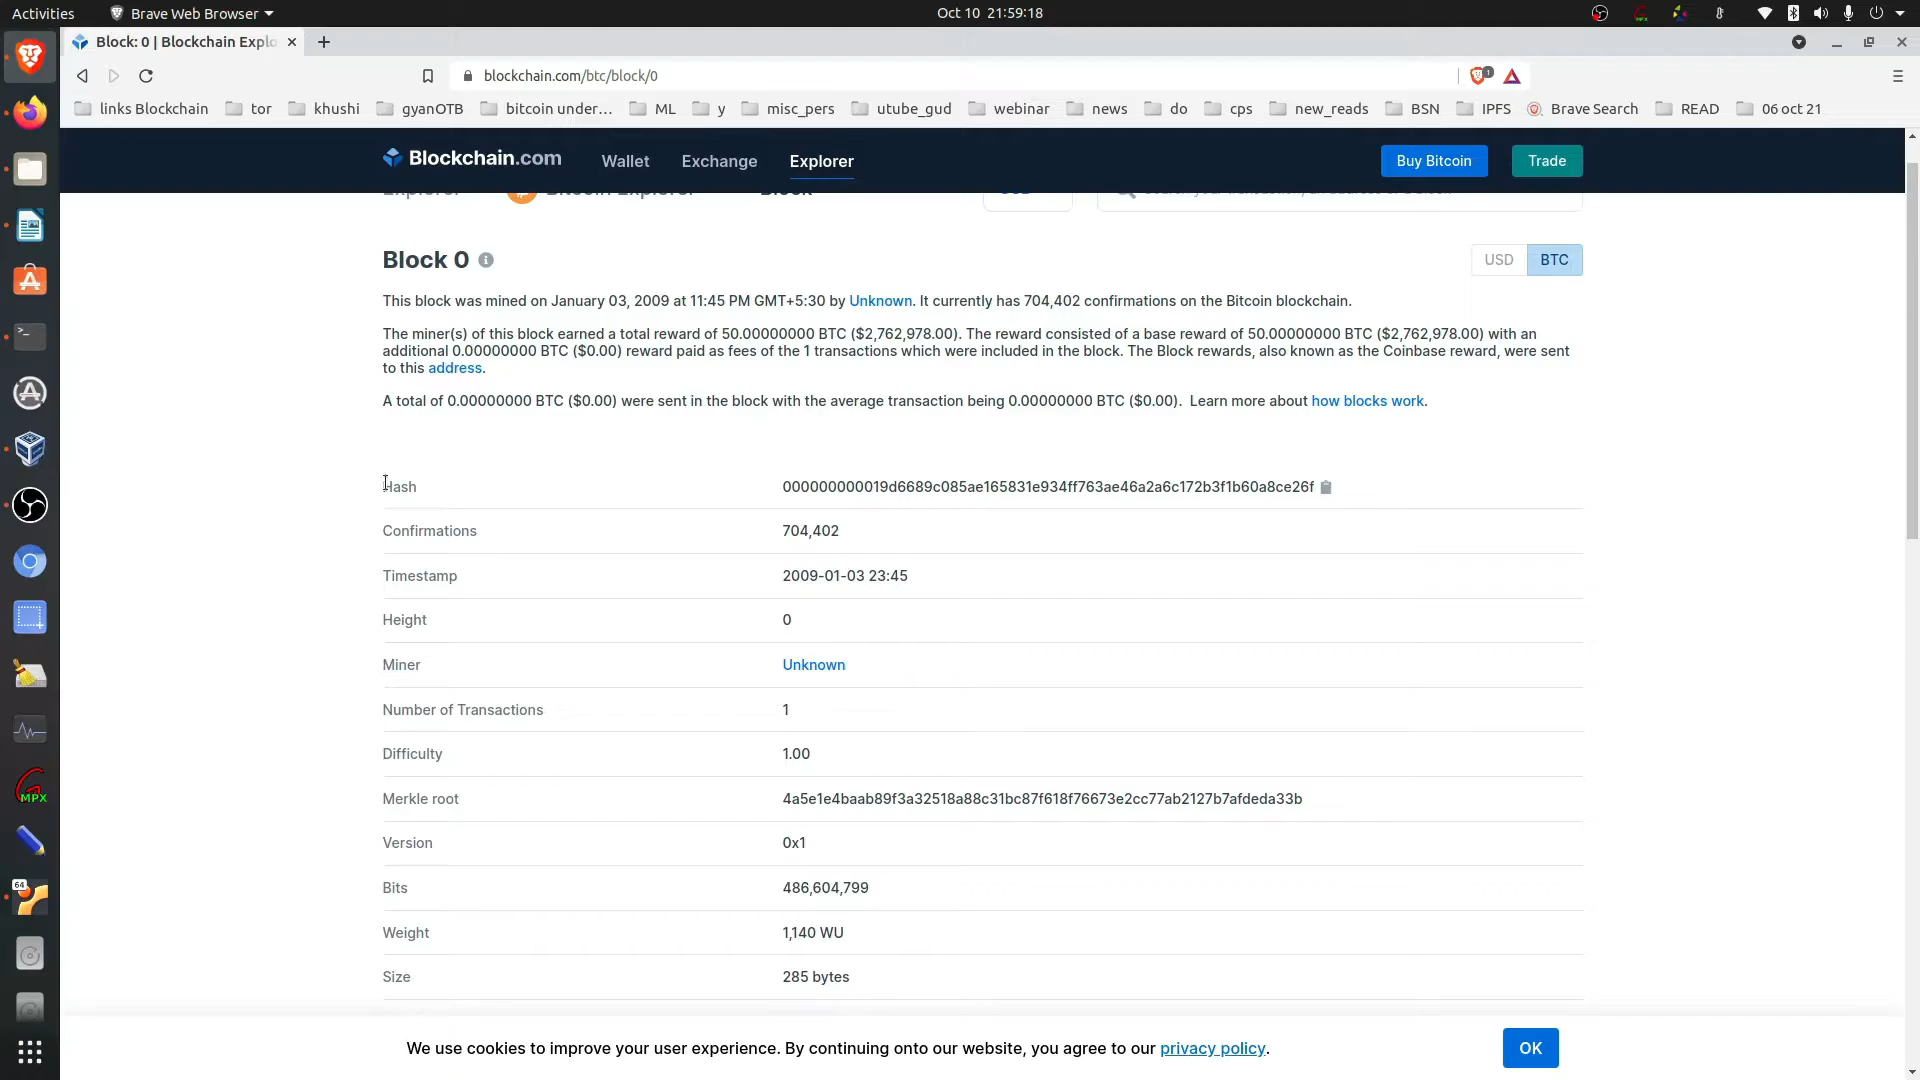 Activities
Brave Web Browser
Oct 10 21:59:18
Block: 0 | Blockchain Explo
blockchain.com/btc/block/0
1
links Blockchain
tor
khushi
gyanOTB
bitcoin under...
ML
y
misc_pers
utube_gud
webinar
news
do
cps
new_reads
BSN
IPFS
Brave Search
READ
06 oct 21
Blockchain.com
Wallet
Exchange
Explorer
Buy Bitcoin
Trade
Explorer
Bitcoin Explorer
Block
Block 0
USD
BTC
This block was mined on January 03, 2009 at 11:45 PM GMT+5:30 by Unknown. It currently has 704,402 confirmations on the Bitcoin blockchain.
The miner(s) of this block earned a total reward of 50.00000000 BTC ($2,762,978.00). The reward consisted of a base reward of 50.00000000 BTC ($2,762,978.00) with an
additional 0.00000000 BTC ($0.00) reward paid as fees of the 1 transactions which were included in the block. The Block rewards, also known as the Coinbase reward, were sent
to this address.
A total of 0.00000000 BTC ($0.00) were sent in the block with the average transaction being 0.00000000 BTC ($0.00). Learn more about how blocks work.
Hash 000000000019d6689c085ae165831e934ff763ae46a2a6c172b3f1b60a8ce26f
Confirmations 704,402
Timestamp 2009-01-03 23:45
Height 0
Miner Unknown
Number of Transactions 1
Difficulty 1.00
Merkle root 4a5e1e4baab89f3a32518a88c31bc87f618f76673e2cc77ab2127b7afdeda33b
Version 0x1
Bits 486,604,799
Weight 1,140 WU
Size 285 bytes
MPX
64
We use cookies to improve your user experience. By continuing onto our website, you agree to our privacy policy.
OK